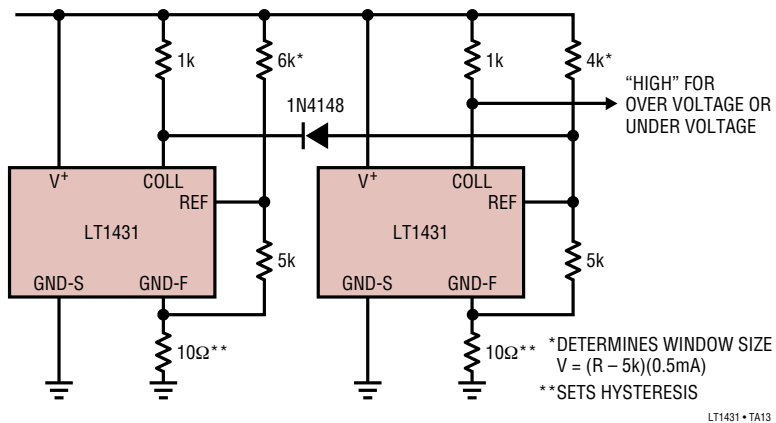 1k
6k*
1k
4k*
1N4148
“HIGH” FOR
OVER VOLTAGE OR
UNDER VOLTAGE
V+
COLL
REF
LT1431
GND-S
GND-F
5k
10Ω**
V+
COLL
REF
LT1431
GND-S
GND-F
5k
10Ω**
*DETERMINES WINDOW SIZE
V = (R – 5k)(0.5mA)
**SETS HYSTERESIS
LT1431 • TA13